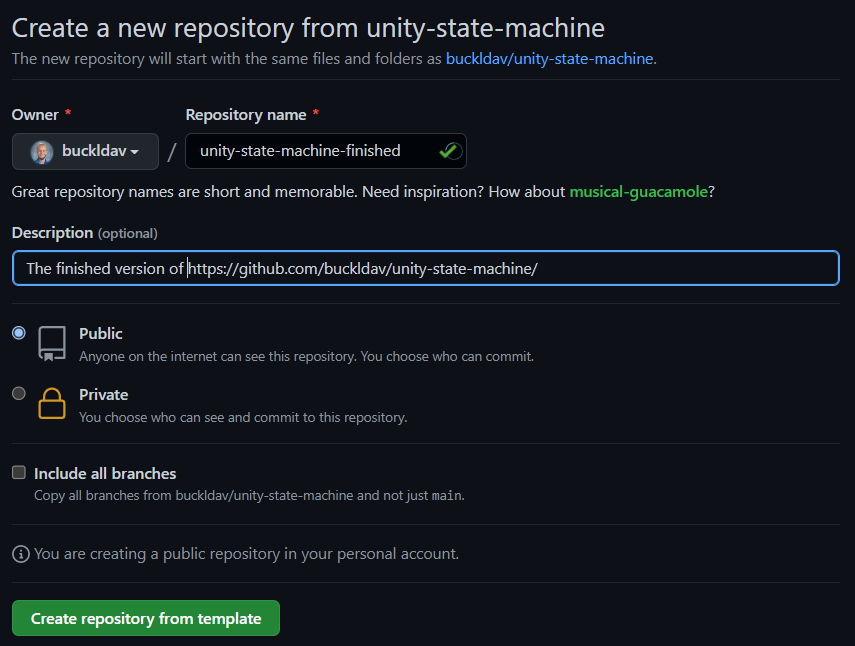 Create a new repository from unity-state-machine
The new repository will start with the same files and folders as buckldav/unity-state-machine.
Owner * Repository name *
buckldav / unity-state-machine-finished
Great repository names are short and memorable. Need inspiration? How about musical-guacamole?
Description (optional)
The finished version of https://github.com/buckldav/unity-state-machine/
Public
Anyone on the internet can see this repository. You choose who can commit.
Private
You choose who can see and commit to this repository.
Include all branches
Copy all branches from buckldav/unity-state-machine and not just main.
You are creating a public repository in your personal account.
Create repository from template